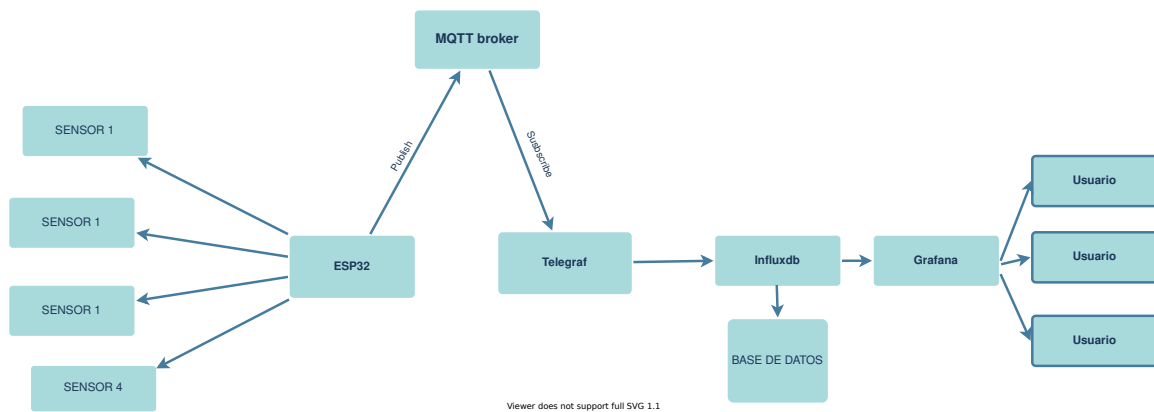 MQTT broker
SENSOR 1
Publish
Susbscribe
SENSOR 1
SENSOR 1
SENSOR 4
ESP32
Telegraf
Influxdb
Grafana
BASE DE DATOS
Usuario
Usuario
Usuario
Viewer does not support full SVG 1.1